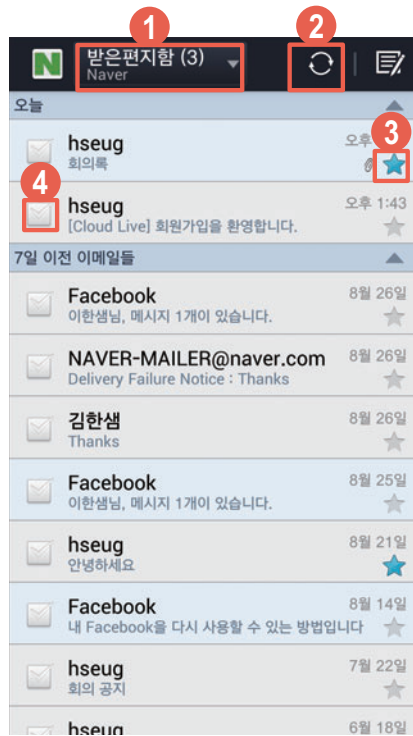 1
2
N
받은편지함 (3)
Naver
오늘
hseug
오후
3
회의록
4
hseug
오후 1:43
[Cloud Live] 회원가입을 환영합니다.
7일 이전 이메일들
Facebook
8월 26일
이한샘님, 메시지 1개이 있습니다.
NAVER-MAILER@naver.com
8월 26일
Delivery Failure Notice : Thanks
김한샘
8월 26일
Thanks
Facebook
8월 25일
이한샘님, 메시지 1개이 있습니다.
hseug
8월 21일
안녕하세요
Facebook
8월 14일
내 Facebook을 다시 사용할 수 있는 방법입니다
hseug
7월 22일
회의 공지
hseug
6월 18일